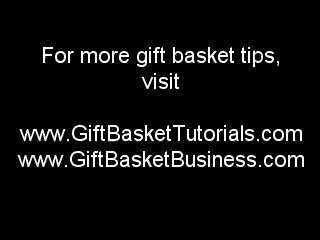 For more gift basket tips,
visit
www.GiftBasketTutorials.com
www.GiftBasketBusiness.com